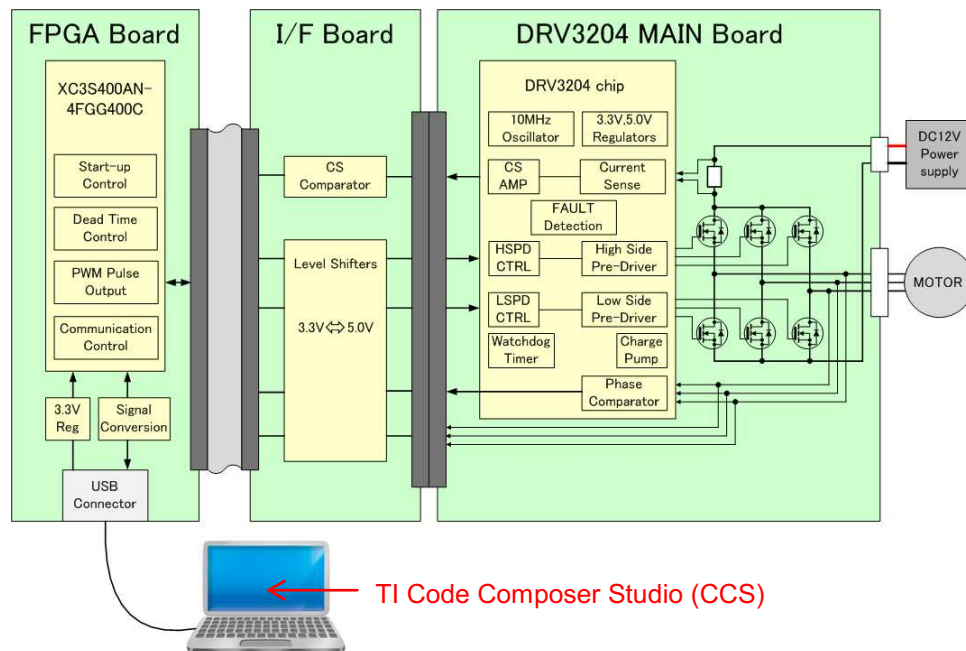 FPGA Board
XC3S400AN-
4FGG400C
Start-up
Control
Dead Time
Control
PWM Pulse
Output
Communication
Control
3.3V
Reg
Signal
Conversion
USB
Connector
I/F Board
CS
Comparator
Level Shifters
3.3V⇔5.0V
DRV3204 MAIN Board
DRV3204 chip
10MHz
Oscillator
3.3V,5.0V
Regulators
CS
AMP
Current
Sense
FAULT
Detection
HSPD
CTRL
High Side
Pre-Driver
LSPD
CTRL
Low Side
Pre-Driver
Watchdog
Timer
Charge
Pump
Phase
Comparator
DC12V
Power
supply
MOTOR
TI Code Composer Studio (CCS)